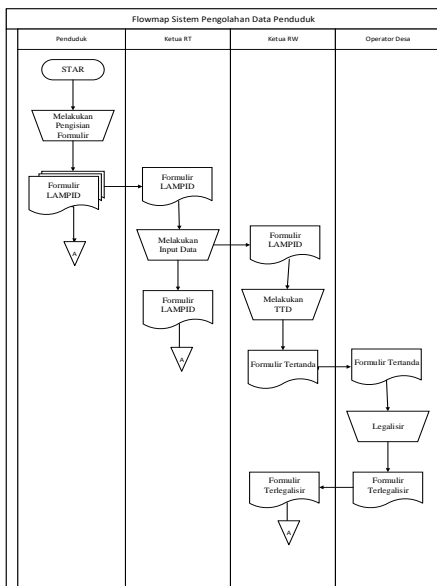 Flowmap Sistem Pengolahan Data Penduduk
Penduduk
Ketua RT
Ketua RW
Operator Desa
STAR
Melakukan
Pengisian
Formulir
Formulir
LAMPID
A
Formulir
LAMPID
Melakukan
Input Data
Formulir
LAMPID
A
Formulir
LAMPID
Melakukan
TTD
Formulir Tertanda
Formulir Tertanda
Legalisir
Formulir
Terlegalisir
Formulir
Terlegalisir
A